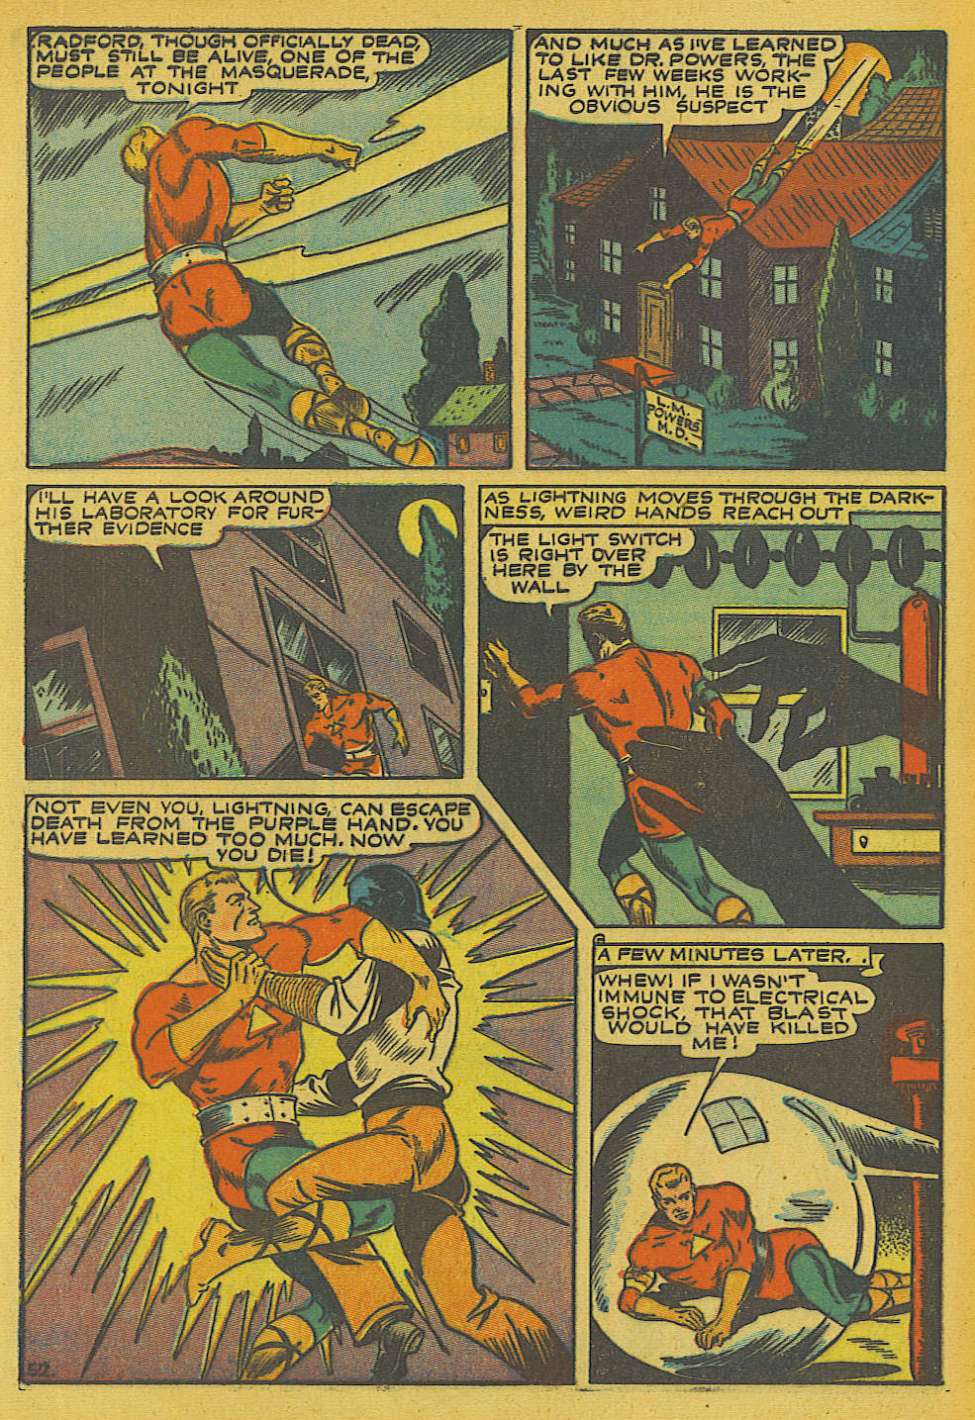 RADFORD, THOUGH OFFICIALLY DEAD,
MUST STILL BE ALIVE, ONE OF THE
PEOPLE AT THE MASQUERADE,
TONIGHT
AND MUCH AS I'VE LEARNED
TO LIKE DR. POWERS, THE
LAST FEW WEEKS WORK-
ING WITH HIM, HE IS THE
OBVIOUS SUSPECT
L.M.
POWERS
M.D.
I'LL HAVE A LOOK AROUND
HIS LABORATORY FOR FUR-
THER EVIDENCE
AS LIGHTNING MOVES THROUGH THE DARK-
NESS, WEIRD HANDS REACH OUT
THE LIGHT SWITCH
IS RIGHT OVER
HERE BY THE
WALL
NOT EVEN YOU, LIGHTNING, CAN ESCAPE
DEATH FROM THE PURPLE HAND. YOU
HAVE LEARNED TOO MUCH. NOW
YOU DIE!
52.
A FEW MINUTES LATER. .
WHEW! IF I WASN'T
IMMUNE TO ELECTRICAL
SHOCK, THAT BLAST
WOULD HAVE KILLED
ME!